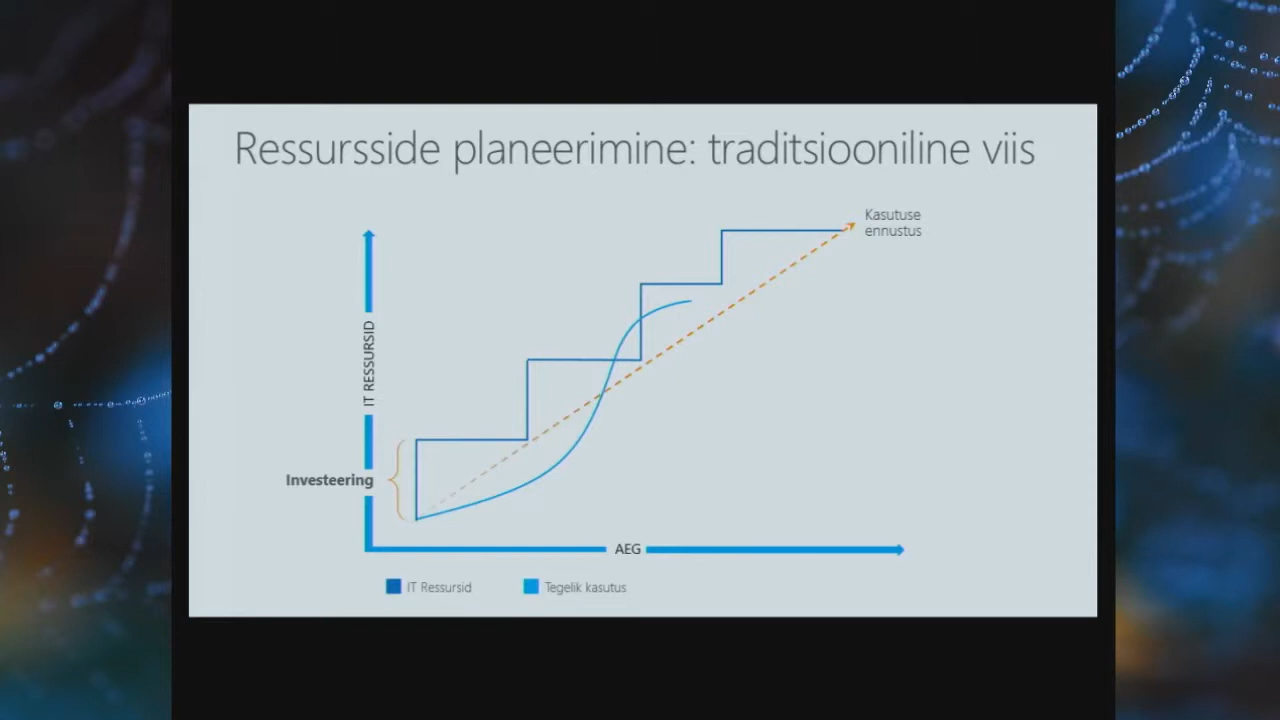 Ressursside planeerimine: traditsiooniline viis
Kasutuse
ennustus
IT RESSURSID
Investeering
AEG
IT Ressursid
Tegelik kasutus